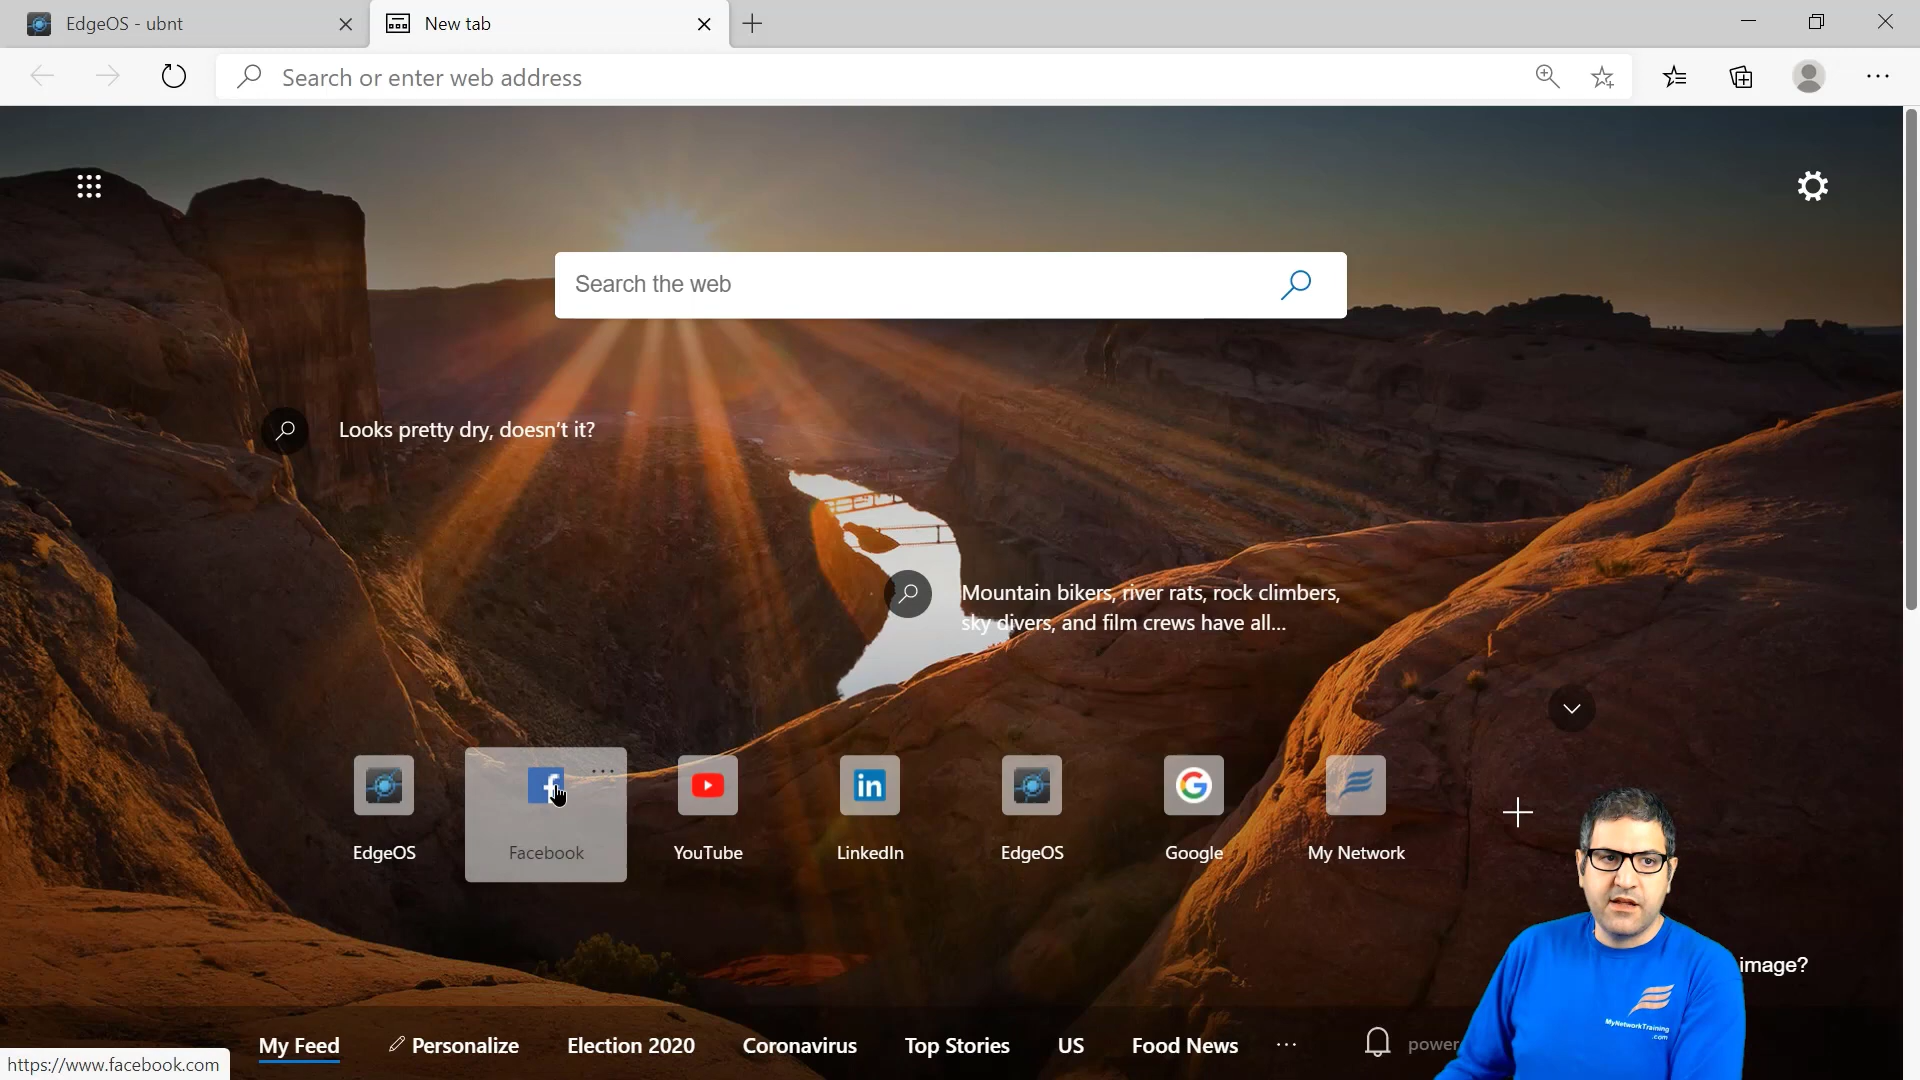 EdgeOS - ubnt
New tab
Search or enter web address
Search the web
Looks pretty dry, doesn't it?
Mountain bikers, river rats, rock climbers,
sky divers, and film crews have all...
EdgeOS
Facebook
YouTube
LinkedIn
EdgeOS
Google
My Network
image?
MyNetworkTraining
.com
My Feed
Personalize
Election 2020
Coronavirus
Top Stories
US
Food News
power
https://www.facebook.com